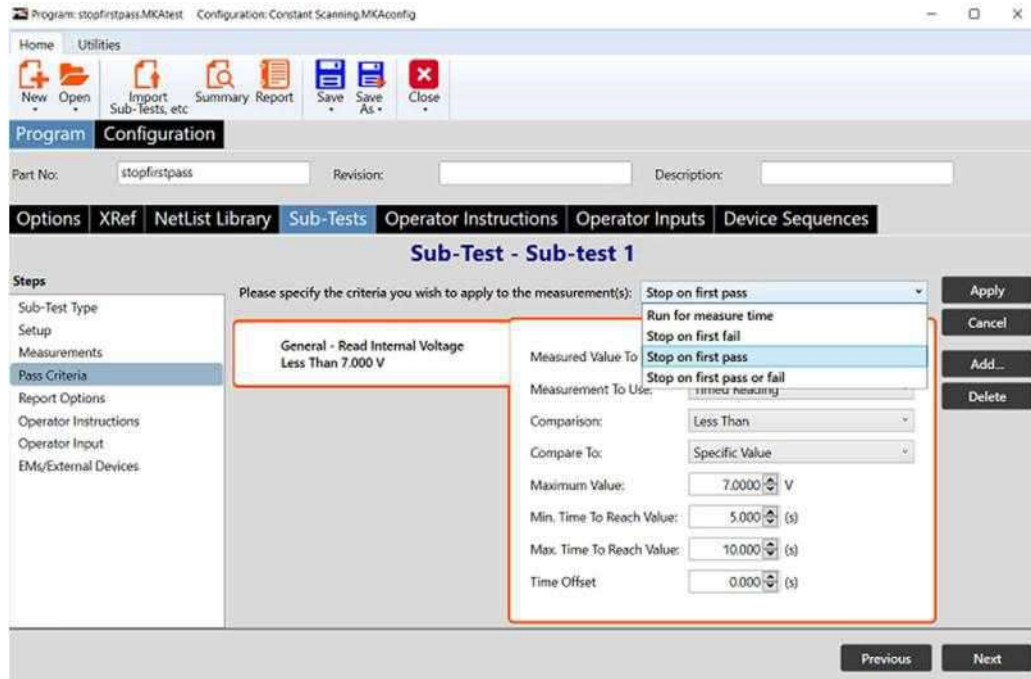 Program: stopfirstpass.MKAtest Configuration: Constant Scanning.MKAconfig
Home Utilities
New Open Import Sub-Tests, etc Summary Report Save Save As Close
Program Configuration
Part No: stopfirstpass Revision: Description:
Options XRef NetList Library Sub-Tests Operator Instructions Operator Inputs Device Sequences
Sub-Test - Sub-test 1
Steps
Sub-Test Type
Setup
Measurements
Pass Criteria
Report Options
Operator Instructions
Operator Input
EMs/External Devices
Please specify the criteria you wish to apply to the measurement(s): Stop on first pass
Run for measure time
Stop on first fail
Stop on first pass
Stop on first pass or fail
General - Read Internal Voltage
Less Than 7.000 V
Measured Value To
Measurement To Use: Timed Reading
Comparison: Less Than
Compare To: Specific Value
Maximum Value: 7.0000 V
Min. Time To Reach Value: 5.000 (s)
Max. Time To Reach Value: 10.000 (s)
Time Offset 0.000 (s)
Apply
Cancel
Add...
Delete
Previous Next